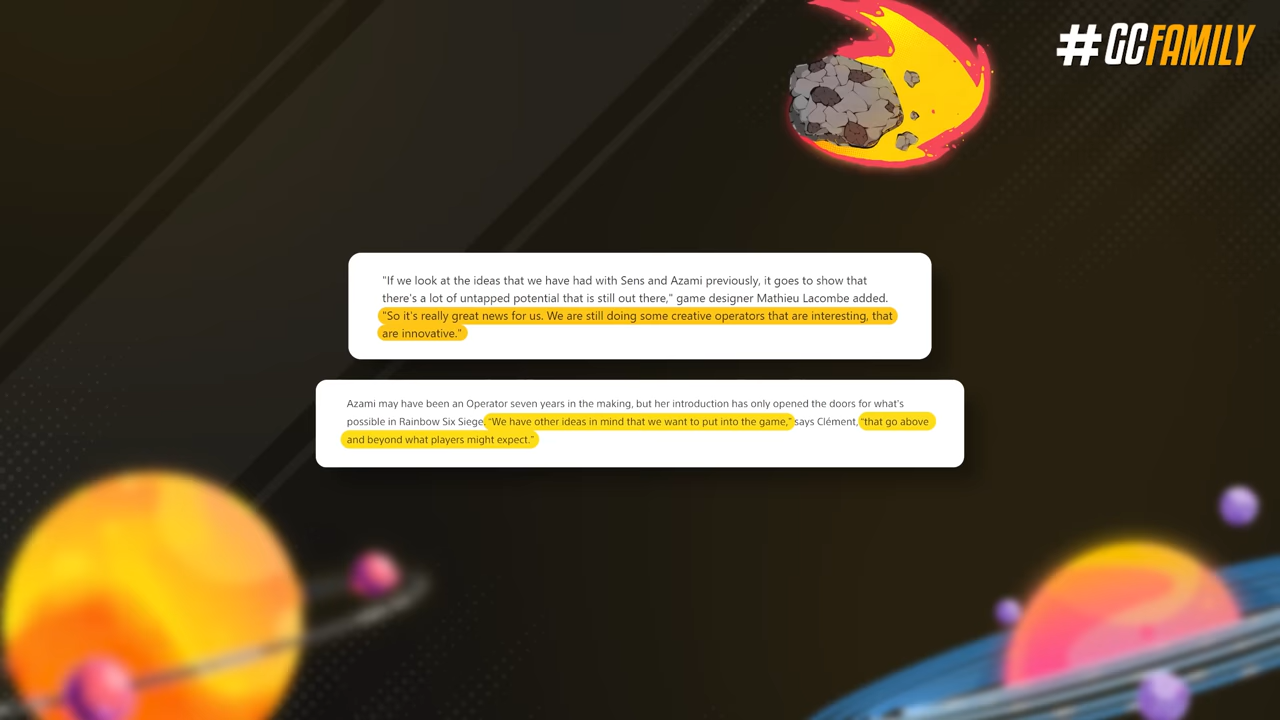 #GCFAMILY
"If we look at the ideas that we have had with Sens and Azami previously, it goes to show that
there's a lot of untapped potential that is still out there," game designer Mathieu Lacombe added.
"So it's really great news for us. We are still doing some creative operators that are interesting, that
are innovative."
Azami may have been an Operator seven years in the making, but her introduction has only opened the doors for what's
possible in Rainbow Six Siege. "We have other ideas in mind that we want to put into the game," says Clément, "that go above
and beyond what players might expect."